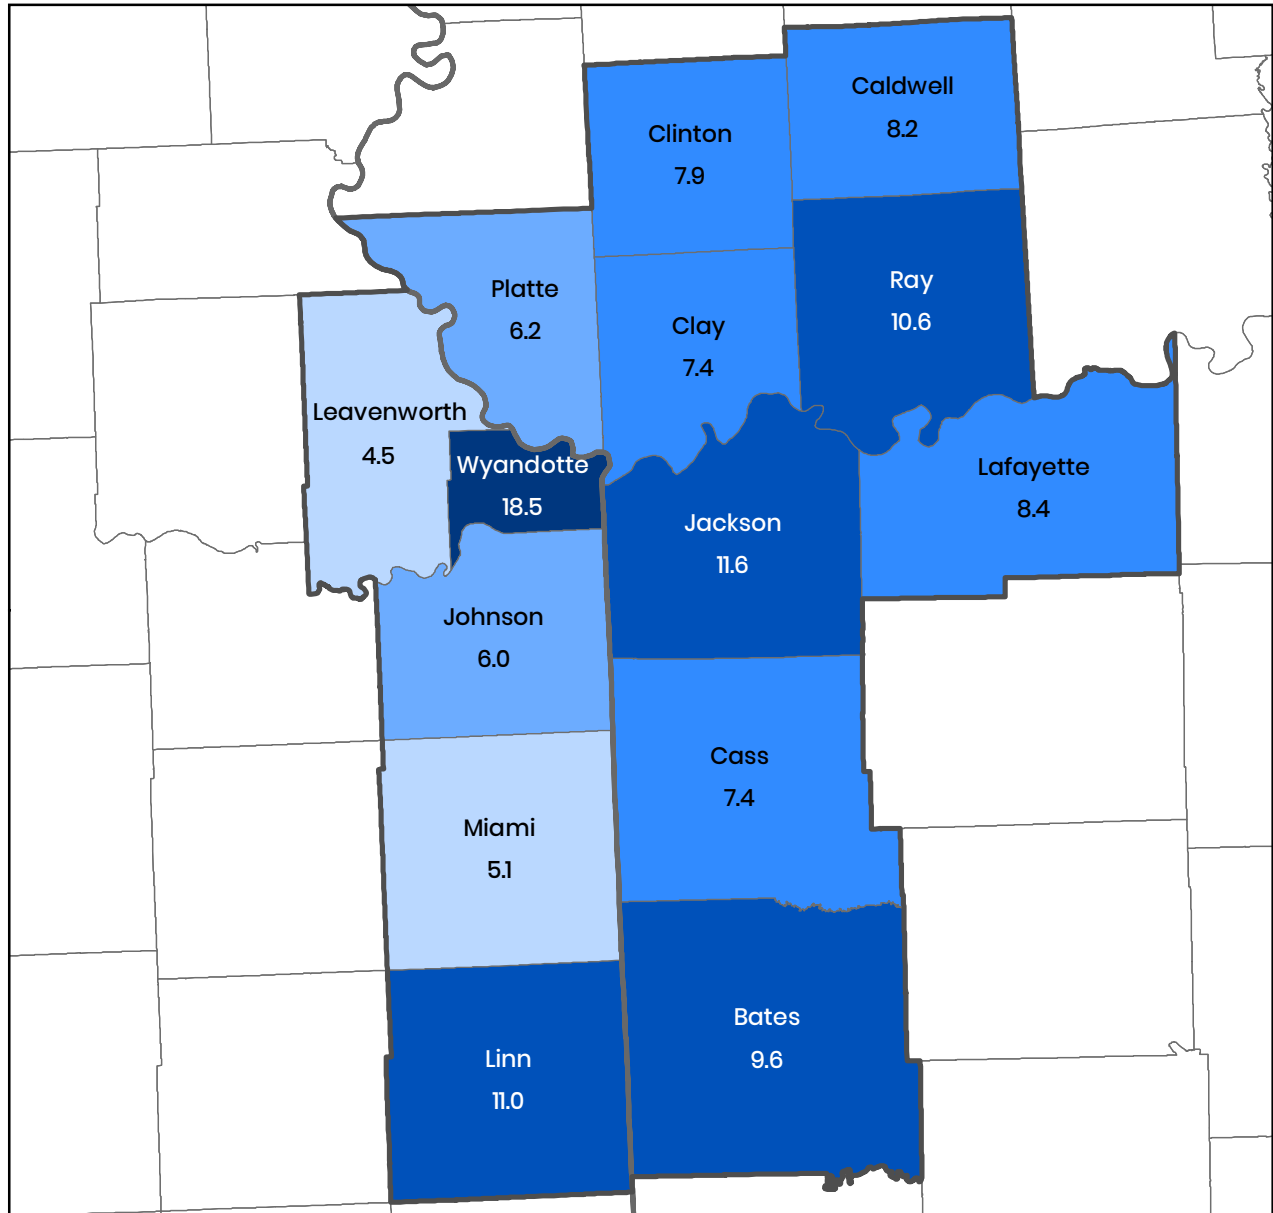 Caldwell
8.2
Clinton
7.9
Ray
10.6
Platte
6.2
Clay
7.4
Leavenworth
4.5
Wyandotte
18.5
Lafayette
8.4
Jackson
11.6
Johnson
6.0
Cass
7.4
Miami
5.1
Bates
9.6
Linn
11.0